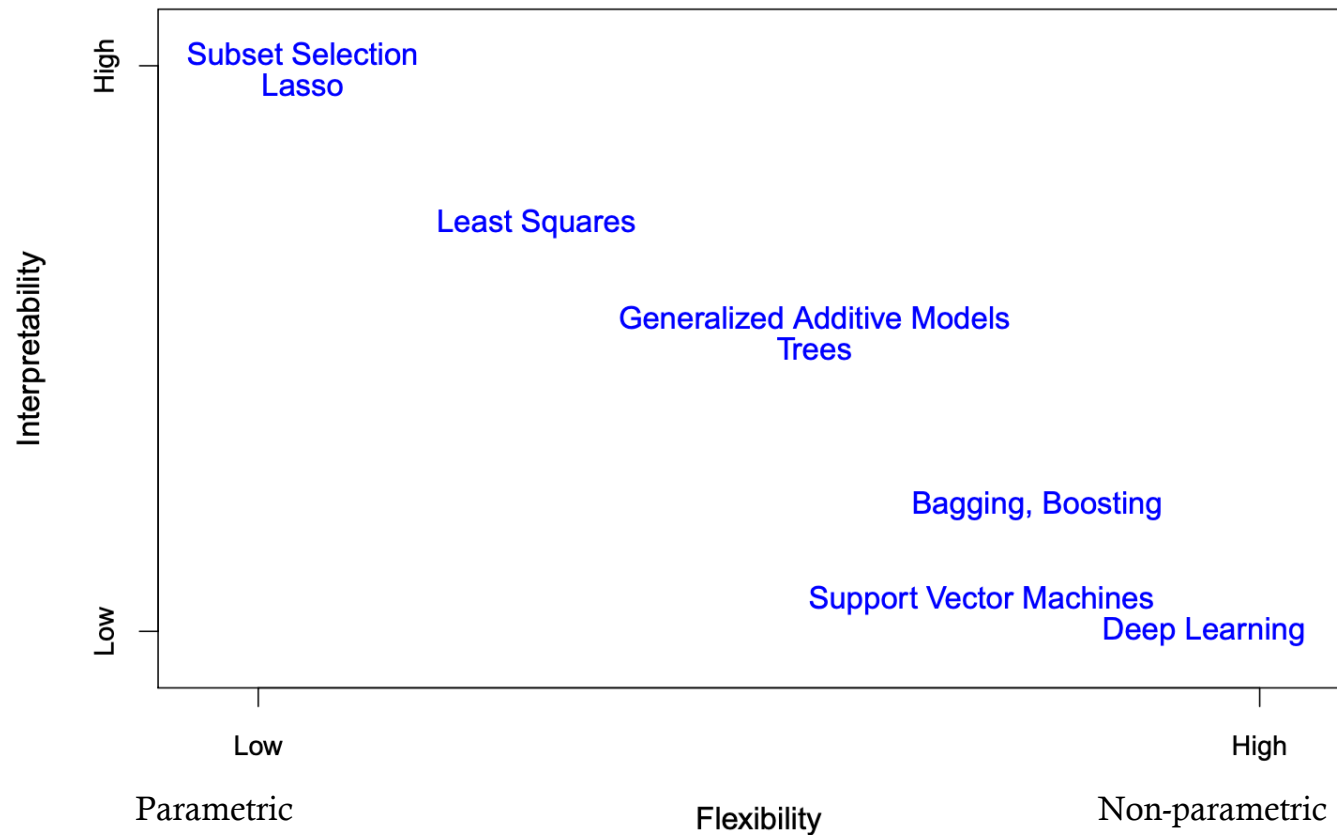 High
Subset Selection
Lasso
Least Squares
Interpretability
Generalized Additive Models
Trees
Bagging, Boosting
Support Vector Machines
Low
Deep Learning
Low
High
Parametric
Flexibility
Non-parametric